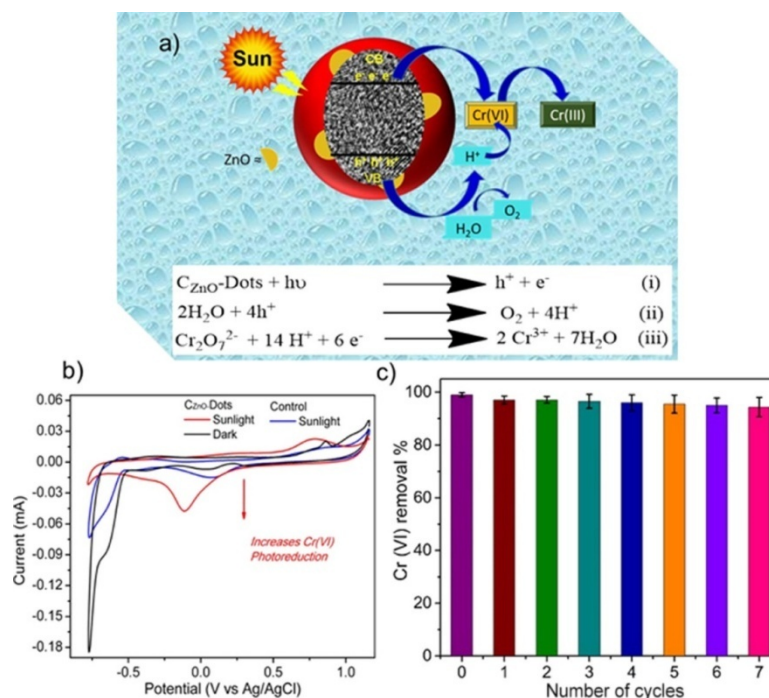 a)
Sun
CB
e⁻ e⁻ e⁻
Cr(VI)
Cr(III)
ZnO =
H⁺
h⁺ h⁺ h⁺
VB
O₂
H₂O
C_ZnO-Dots + hυ → h⁺ + e⁻ (i)
2H₂O + 4h⁺ → O₂ + 4H⁺ (ii)
Cr₂O₇²⁻ + 14 H⁺ + 6 e⁻ → 2 Cr³⁺ + 7H₂O (iii)
b)
0.06
0.03
0.00
-0.03
-0.06
-0.09
-0.12
-0.15
-0.18
Current (mA)
C_ZnO-Dots Control
Sunlight Sunlight
Dark
Increases Cr(VI)
Photoreduction
-0.5 0.0 0.5 1.0
Potential (V vs Ag/AgCl)
c)
100
80
60
40
20
0
Cr (VI) removal %
0 1 2 3 4 5 6 7
Number of cycles